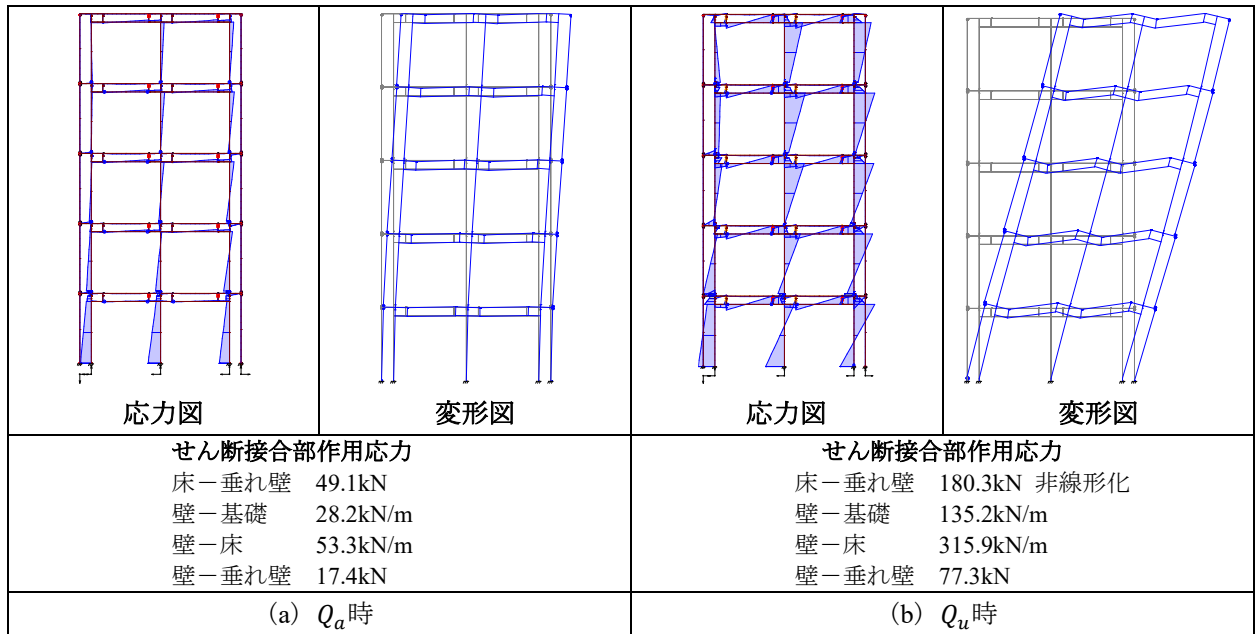 応力図
変形図
応力図
変形図
せん断接合部作用応力
床－垂れ壁 49.1kN
壁－基礎 28.2kN/m
壁－床 53.3kN/m
壁－垂れ壁 17.4kN
せん断接合部作用応力
床－垂れ壁 180.3kN 非線形化
壁－基礎 135.2kN/m
壁－床 315.9kN/m
壁－垂れ壁 77.3kN
(a) Qa時
(b) Qu時